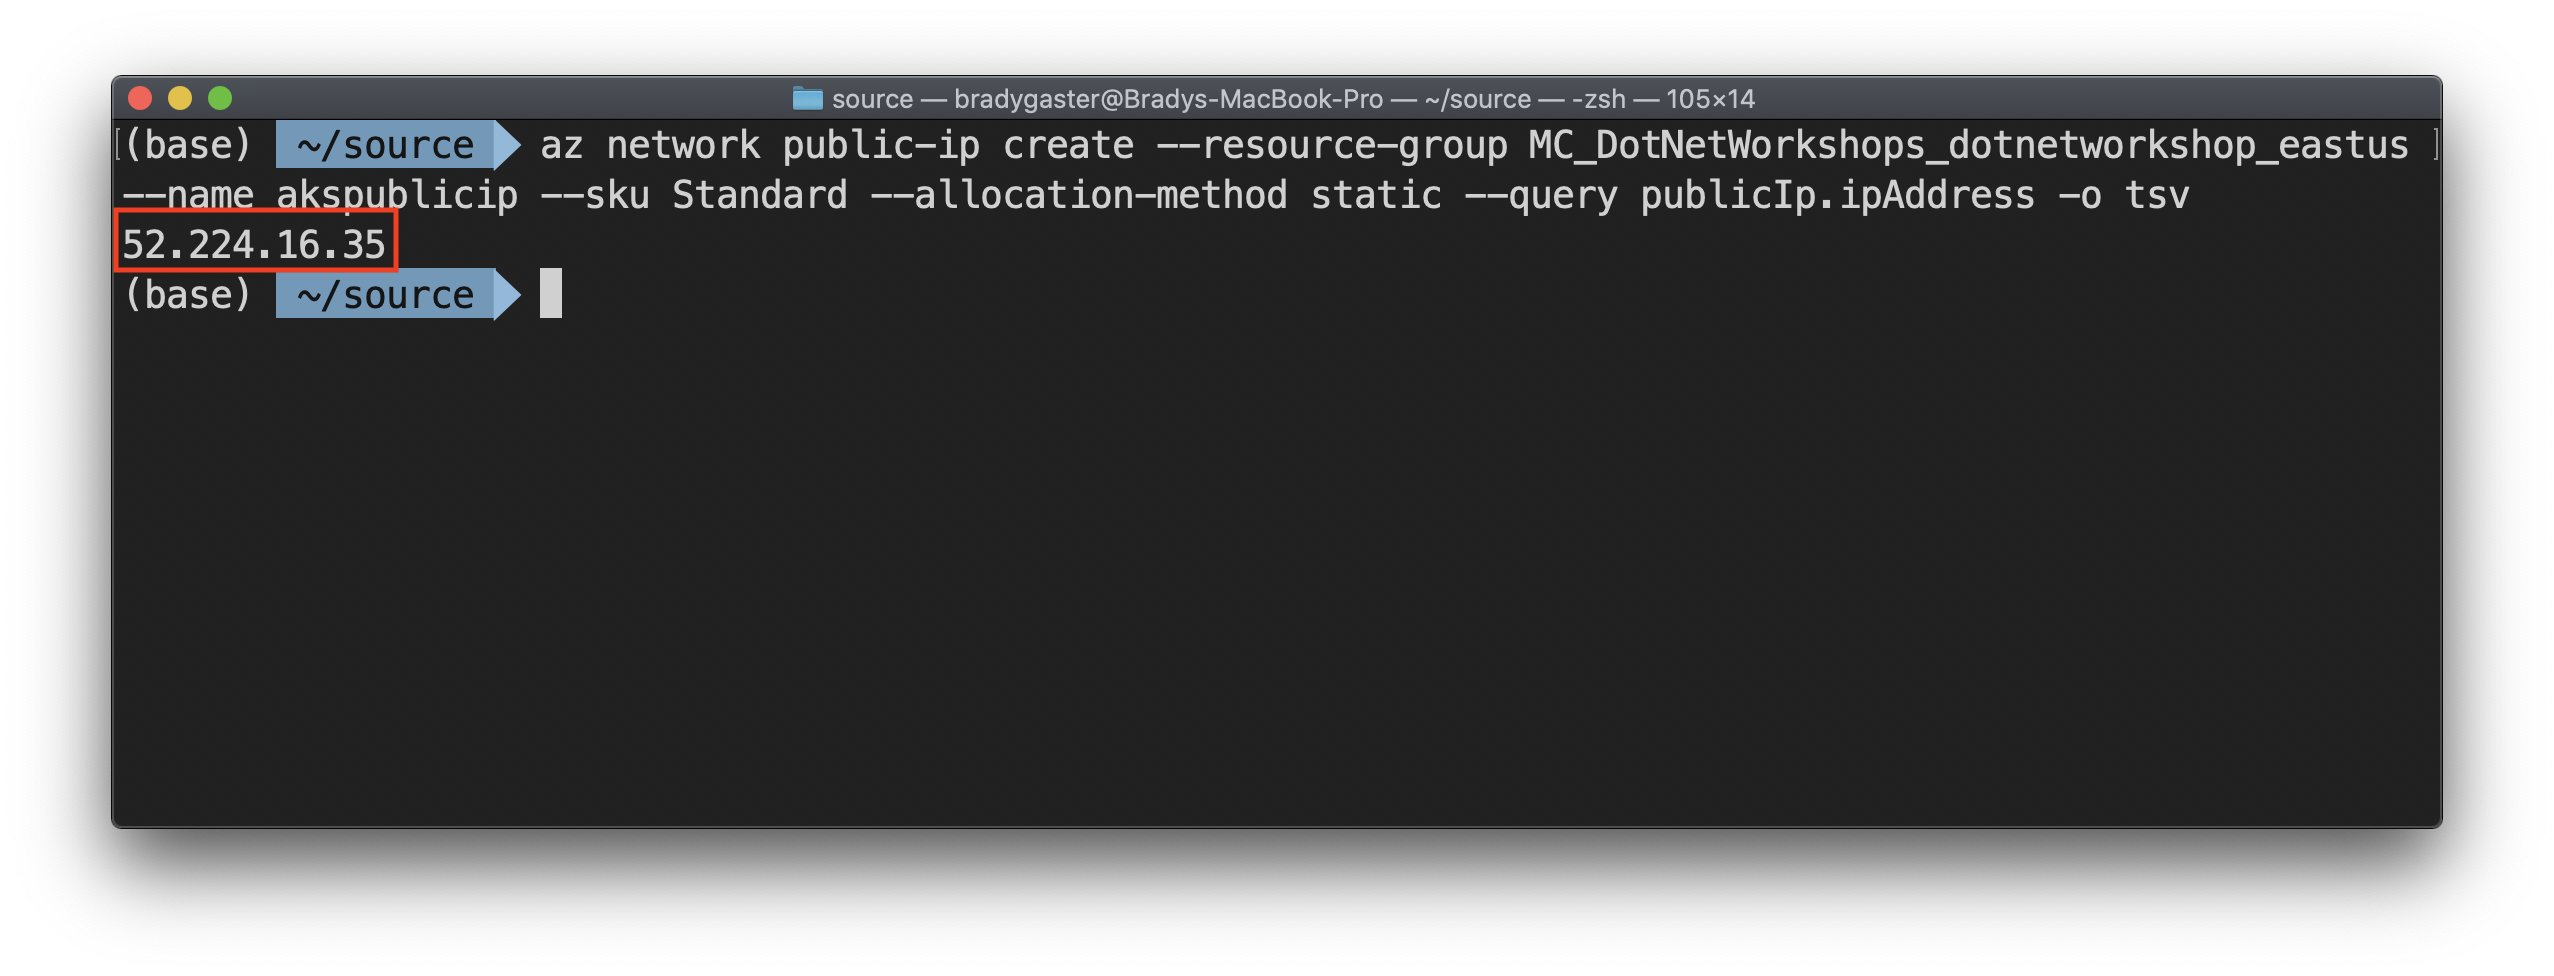 source — bradygaster@Bradys-MacBook-Pro — ~/source — -zsh — 105×14
[(base) ~/source az network public-ip create --resource-group MC_DotNetWorkshops_dotnetworkshop_eastus ]
--name akspublicip --sku Standard --allocation-method static --query publicIp.ipAddress -o tsv
52.224.16.35
(base) ~/source